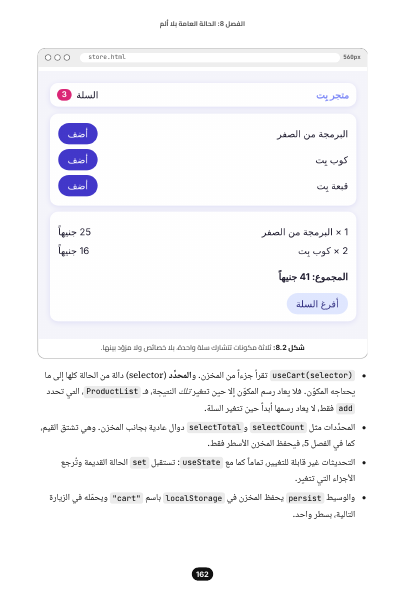 الفصل 8: الحالة العامة بلا ألم
store.html
560px
متجر بِت
السلة 3
البرمجة من الصفر
أضف
كوب بِت
أضف
قبعة بِت
أضف
1 × البرمجة من الصفر
25 جنيهاً
2 × كوب بِت
16 جنيهاً
المجموع: 41 جنيهاً
أفرغ السلة
شكل 8.2: ثلاثة مكونات تتشارك سلة واحدة، بلا خصائص ولا مزوّد بينها.
• useCart(selector) تقرأ جزءاً من المخزن. والمحدِّد (selector) دالة من الحالة كلها إلى ما
يحتاجه المكوّن. فلا يعاد رسم المكوّن إلا حين تتغير تلك النتيجة، فـ ProductList، التي تحدد
add فقط، لا يعاد رسمها أبداً حين تتغير السلة.
• المحدِّدات مثل selectCount و selectTotal دوال عادية بجانب المخزن. وهي تشتق القيم،
كما في الفصل 5، فيحفظ المخزن الأسطر فقط.
• التحديثات غير قابلة للتغيير، تماماً كما مع useState: تستقبل set الحالة القديمة وتُرجع
الأجزاء التي تتغير.
• والوسيط persist يحفظ المخزن في localStorage باسم "cart" ويحمّله في الزيارة
التالية، بسطر واحد.
162